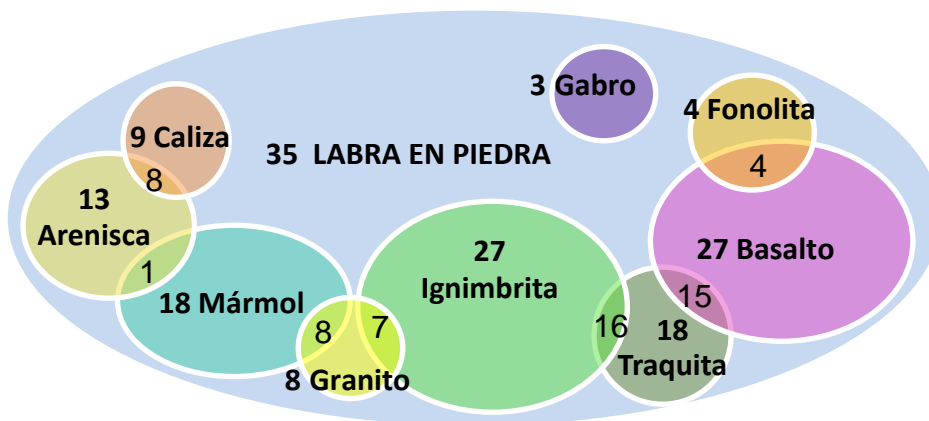 3 Gabro
4 Fonolita
9 Caliza
35 LABRA EN PIEDRA
4
8
13
Arenisca
27
Ignimbrita
27 Basalto
1
18 Mármol
15
8
7
16
18
Traquita
8 Granito